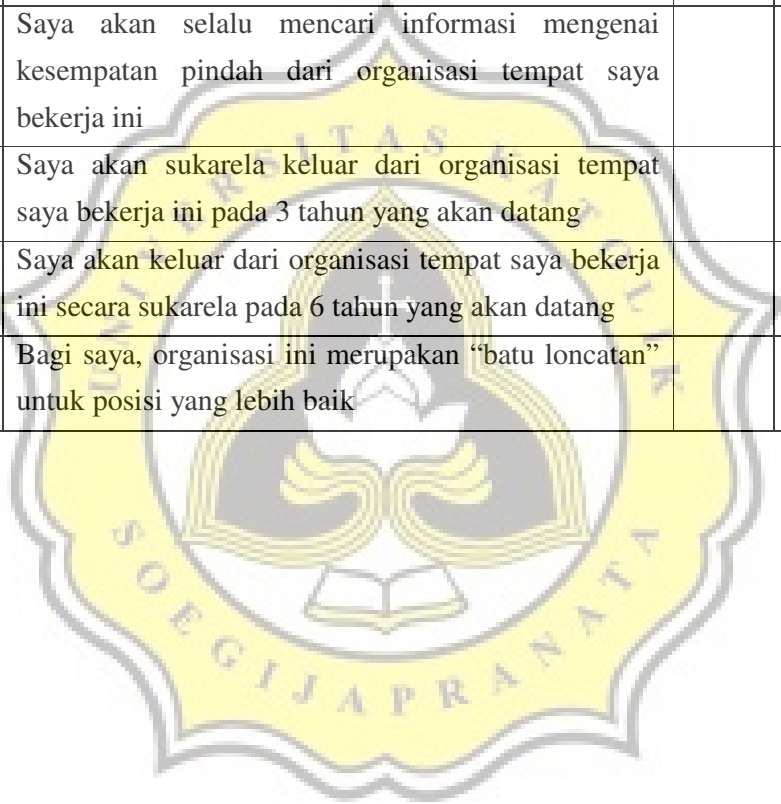 Saya akan selalu mencari informasi mengenai
kesempatan pindah dari organisasi tempat saya
bekerja ini
Saya akan sukarela keluar dari organisasi tempat
saya bekerja ini pada 3 tahun yang akan datang
Saya akan keluar dari organisasi tempat saya bekerja
ini secara sukarela pada 6 tahun yang akan datang
Bagi saya, organisasi ini merupakan “batu loncatan”
untuk posisi yang lebih baik
UNIVERSITAS KATOLIK
SOEGIJAPRANATA